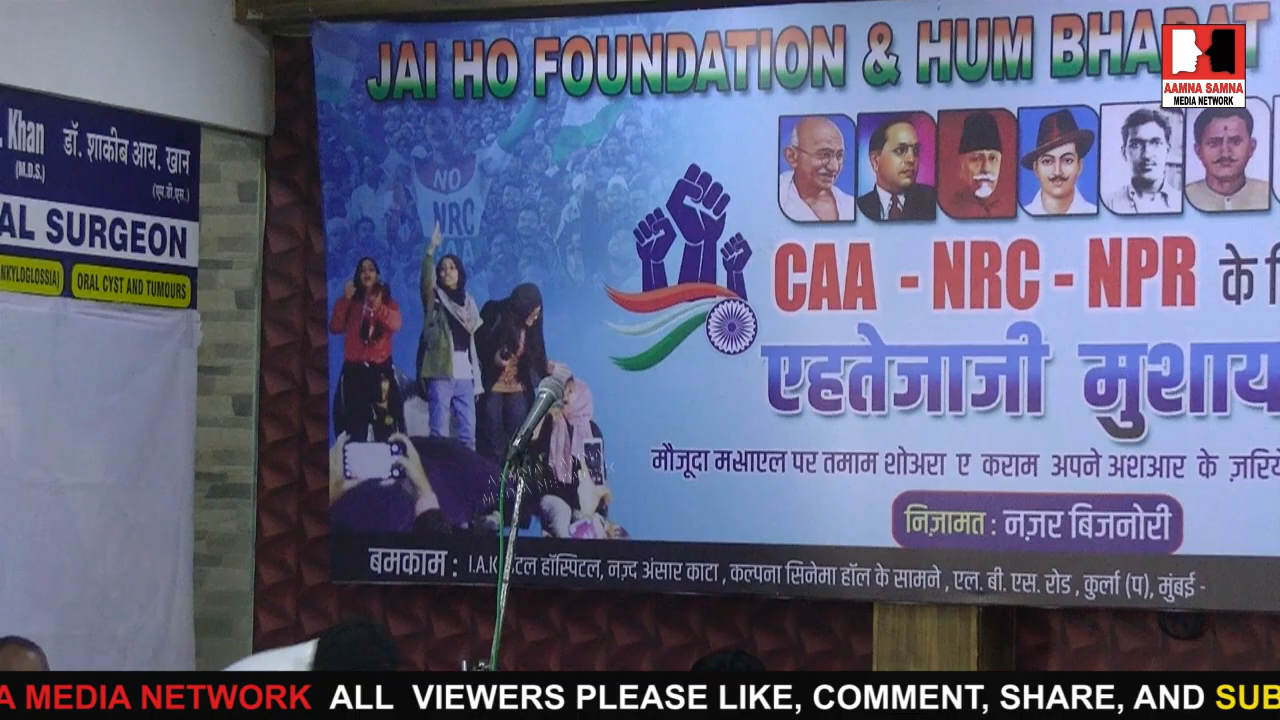 JAI HO FOUNDATION & HUM BHARAT
AAMNA SAMNA
MEDIA NETWORK
Khan
(M.D.S.)
डॉ. शाकीब आय. खान
(एम.डी.एस.)
AL SURGEON
ORAL CYST AND TUMOURS
NO
NRC
CAA - NRC - NPR के
एहतेजाजी मुशाय
मौजूदा मसाएल पर तमाम शोअरा ए कराम अपने अशआर के ज़रिये
निज़ामत : नज़र बिजनोरी
बमकाम : I.A.K हॉस्पिटल, नज़्द अंसार काटा, कल्पना सिनेमा हॉल के सामने, एल. बी. एस. रोड, कुर्ला (प), मुंबई -
A MEDIA NETWORK ALL VIEWERS PLEASE LIKE, COMMENT, SHARE, AND SUB